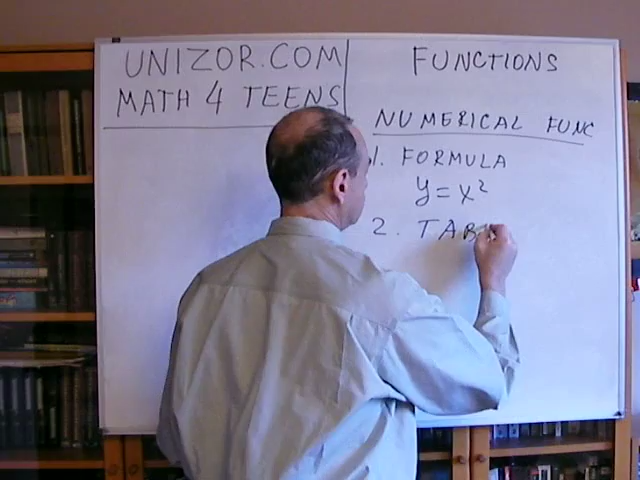 UNIZOR.COM
MATH 4 TEENS
FUNCTIONS
NUMERICAL FUNC
1. FORMULA
y=x²
2. TAB